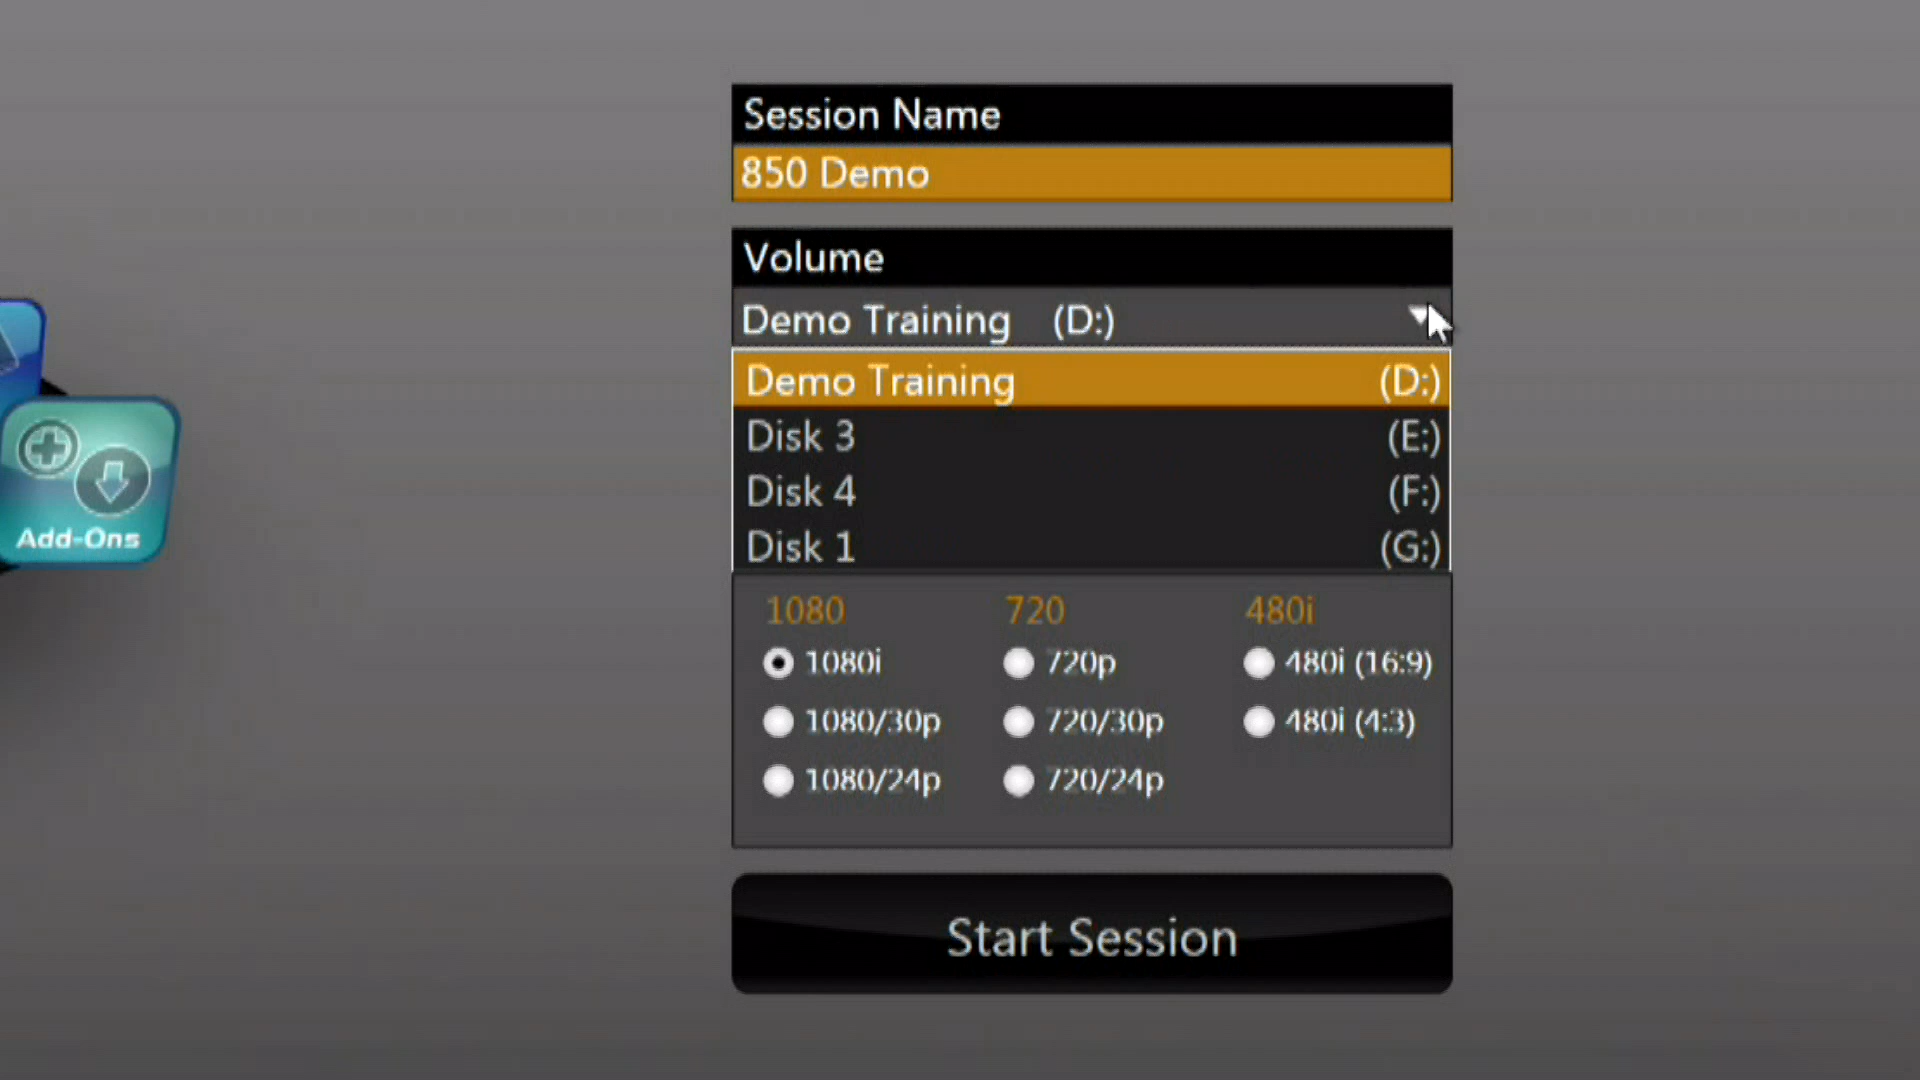 Session Name
850 Demo
Volume
Demo Training (D:)
Demo Training (D:)
Disk 3 (E:)
Disk 4 (F:)
Disk 1 (G:)
1080 720 480i
1080i 720p 480i (16:9)
1080/30p 720/30p 480i (4:3)
1080/24p 720/24p
Start Session
Add-Ons